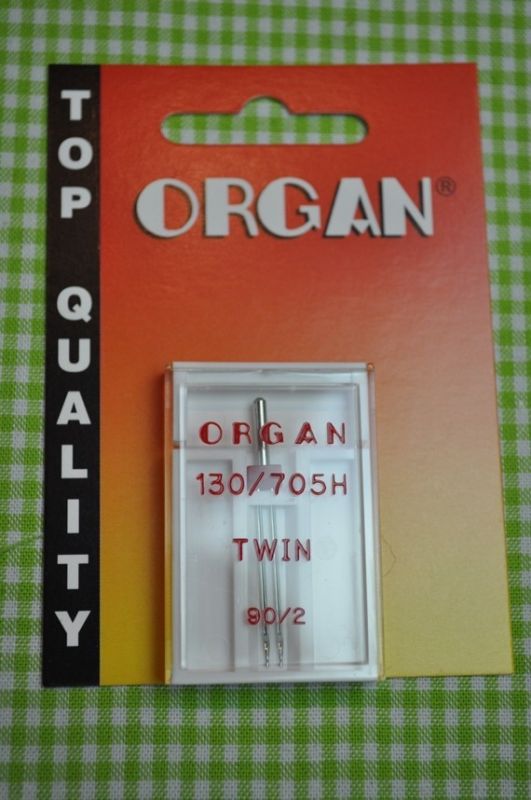 TOP QUALITY
ORGAN®
ORGAN
130/705H
TWIN
90/2